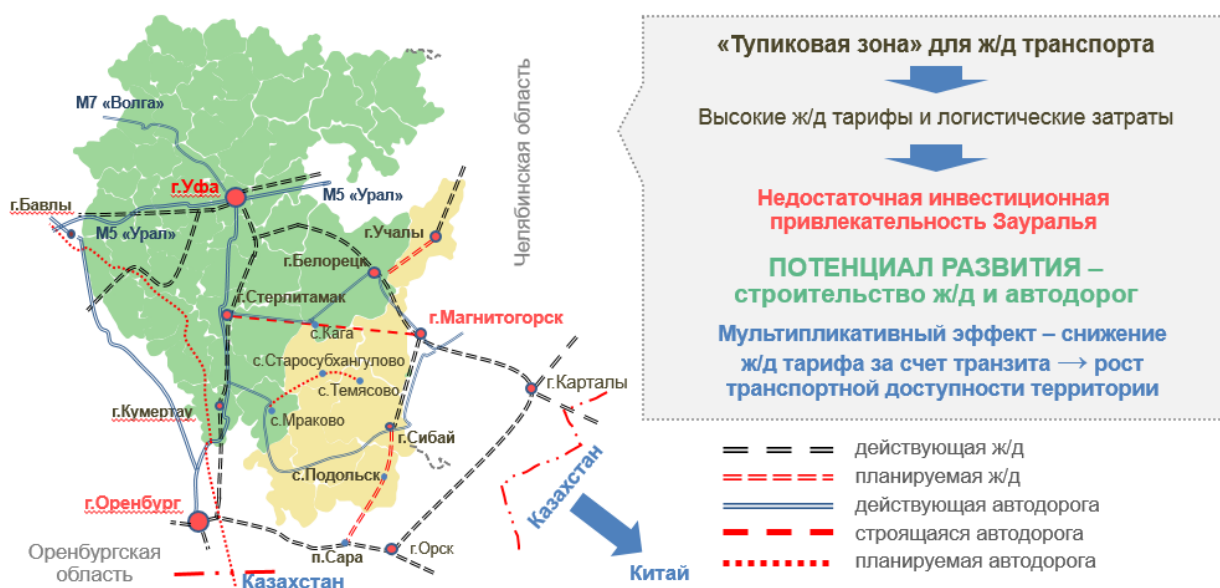 М7 «Волга»
г.Уфа
М5 «Урал»
г.Бавлы
М5 «Урал»
Челябинская область
г.Учалы
г.Белорецк
г.Стерлитамак
с.Кага
г.Магнитогорск
с.Старосубхангулово
с.Темясово
г.Карталы
г.Кумертау
с.Мраково
г.Сибай
с.Подольск
г.Оренбург
п.Сара
г.Орск
Оренбургская
область
Казахстан
Казахстан
Китай
«Тупиковая зона» для ж/д транспорта
Высокие ж/д тарифы и логистические затраты
Недостаточная инвестиционная
привлекательность Зауралья
ПОТЕНЦИАЛ РАЗВИТИЯ –
строительство ж/д и автодорог
Мультипликативный эффект – снижение
ж/д тарифа за счет транзита → рост
транспортной доступности территории
действующая ж/д
планируемая ж/д
действующая автодорога
строящаяся автодорога
планируемая автодорога